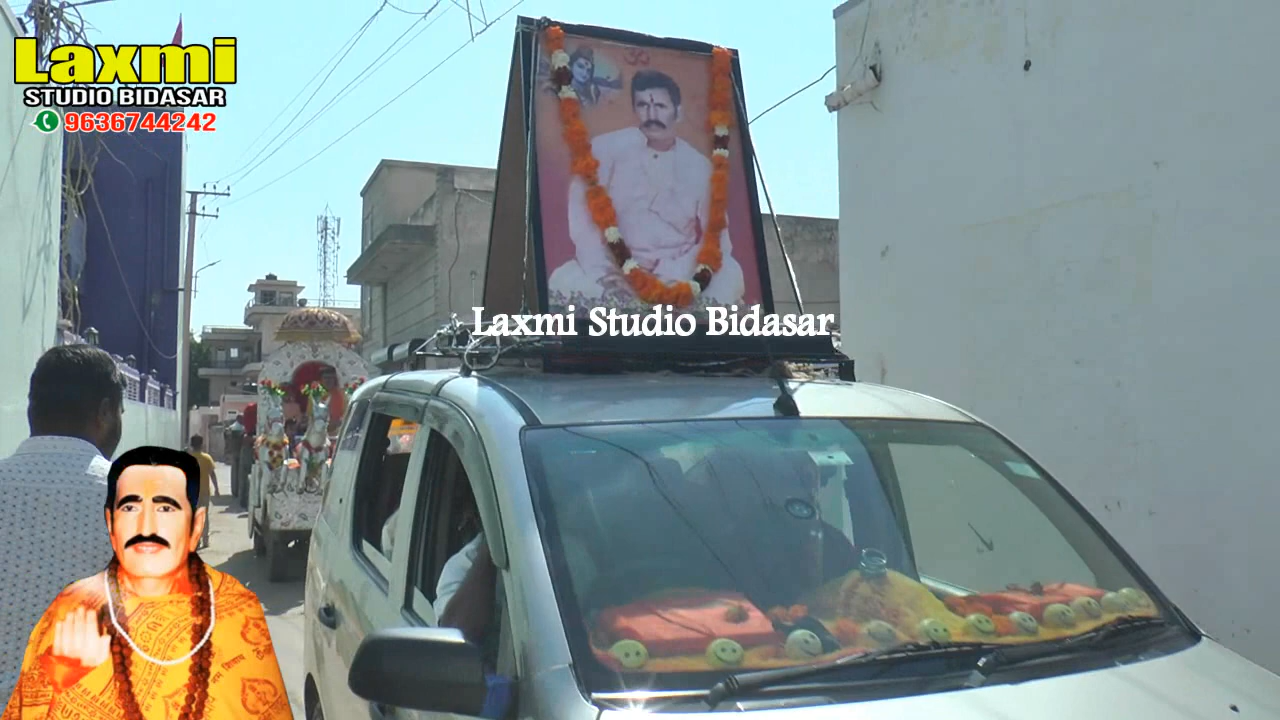 Laxmi
STUDIO BIDASAR
9636744242
ॐ
Laxmi Studio Bidasar